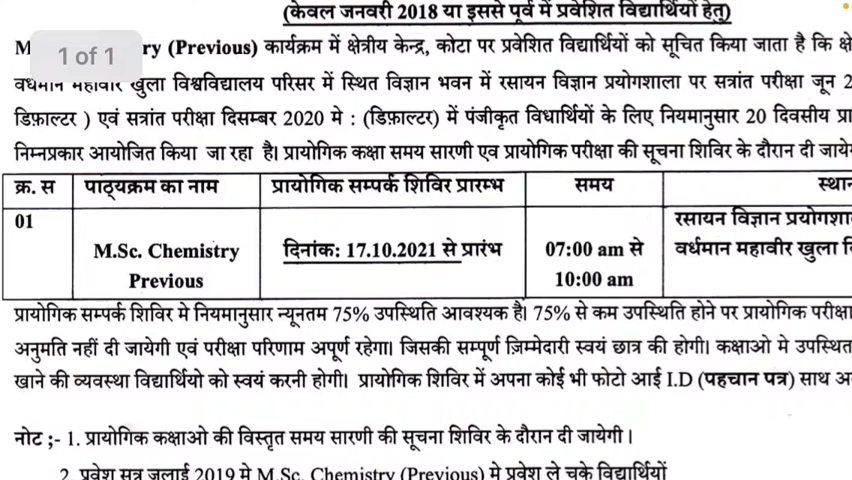 (केवल जनवरी 2018 या इससे पूर्व में प्रवेशित विद्यार्थियों हेतु)
1 of 1
(Previous) कार्यक्रम में क्षेत्रीय केन्द्र, कोटा पर प्रवेशित विद्यार्थियों को सूचित किया जाता है कि
वर्धमान महावीर खुला विश्वविद्यालय परिसर में स्थित विज्ञान भवन में रसायन विज्ञान प्रयोगशाला पर सत्रांत परीक्षा जून
डिफ़ाल्टर ) एवं सत्रांत परीक्षा दिसम्बर 2020 मे : (डिफ़ाल्टर) में पंजीकृत विधार्थियों के लिए नियमानुसार 20 दिवसीय
निम्नप्रकार आयोजित किया जा रहा है। प्रायोगिक कक्षा समय सारणी एव प्रायोगिक परीक्षा की सूचना शिविर के दौरान दी
क्र. स पाठ्यक्रम का नाम प्रायोगिक सम्पर्क शिविर प्रारम्भ समय
01 M.Sc. Chemistry Previous दिनांक: 17.10.2021 से प्रारंभ 07:00 am से 10:00 am रसायन विज्ञान
वर्धमान महावीर खुला
प्रायोगिक सम्पर्क शिविर मे नियमानुसार न्यूनतम 75% उपस्थिति आवश्यक है। 75% से कम उपस्थिति होने पर प्रायोगिक परीक्षा
अनुमति नहीं दी जायेगी एवं परीक्षा परिणाम अपूर्ण रहेगा। जिसकी सम्पूर्ण ज़िम्मेदारी स्वयं छात्र की होगी। कक्षाओ मे उपस्थित
खाने की व्यवस्था विद्यार्थियो को स्वयं करनी होगी। प्रायोगिक शिविर में अपना कोई भी फोटो आई I.D (पहचान पत्र) साथ
नोट ;- 1. प्रायोगिक कक्षाओ की विस्तृत समय सारणी की सूचना शिविर के दौरान दी जायेगी।
2. प्रवेश सत्र जुलाई 2019 मे M.Sc. Chemistry (Previous) मे प्रवेश ले चुके विद्यार्थियों